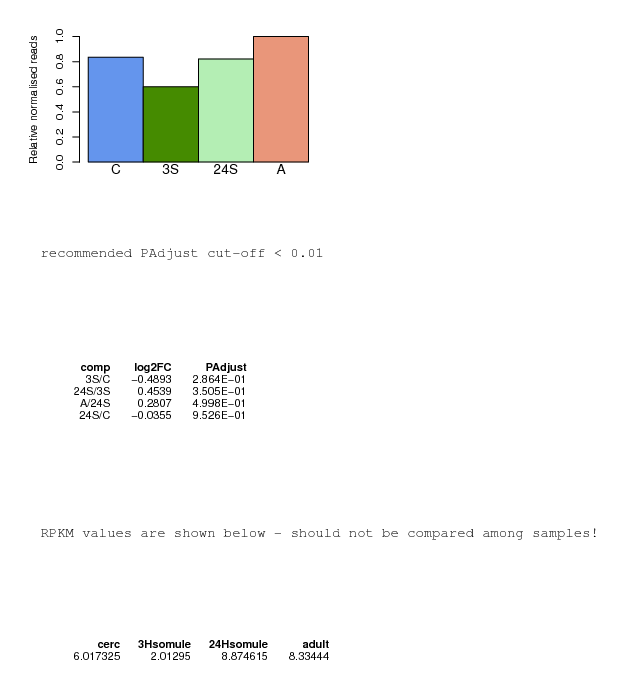 Relative normalised reads
1.0
0.8
0.6
0.4
0.2
0.0
C 3S 24S A
recommended PAdjust cut-off < 0.01
comp log2FC PAdjust
3S/C −0.4893 2.864E−01
24S/3S 0.4539 3.505E−01
A/24S 0.2807 4.998E−01
24S/C −0.0355 9.526E−01
RPKM values are shown below - should not be compared among samples!
cerc 3Hsomule 24Hsomule adult
6.017325 2.01295 8.874615 8.33444